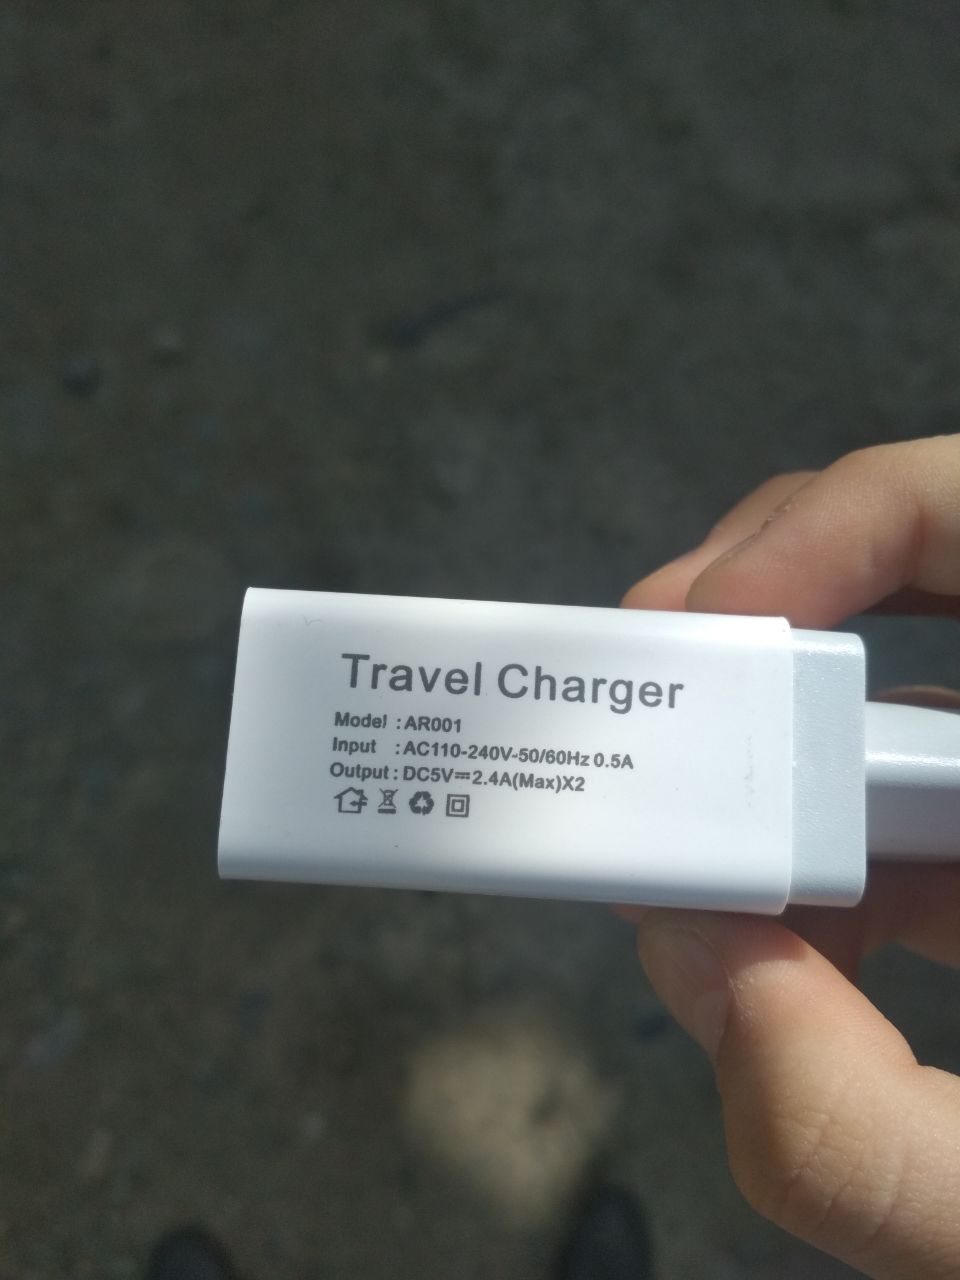 Travel Charger
Model : AR001
Input : AC110-240V-50/60Hz 0.5A
Output : DC5V⎓2.4A(Max)X2